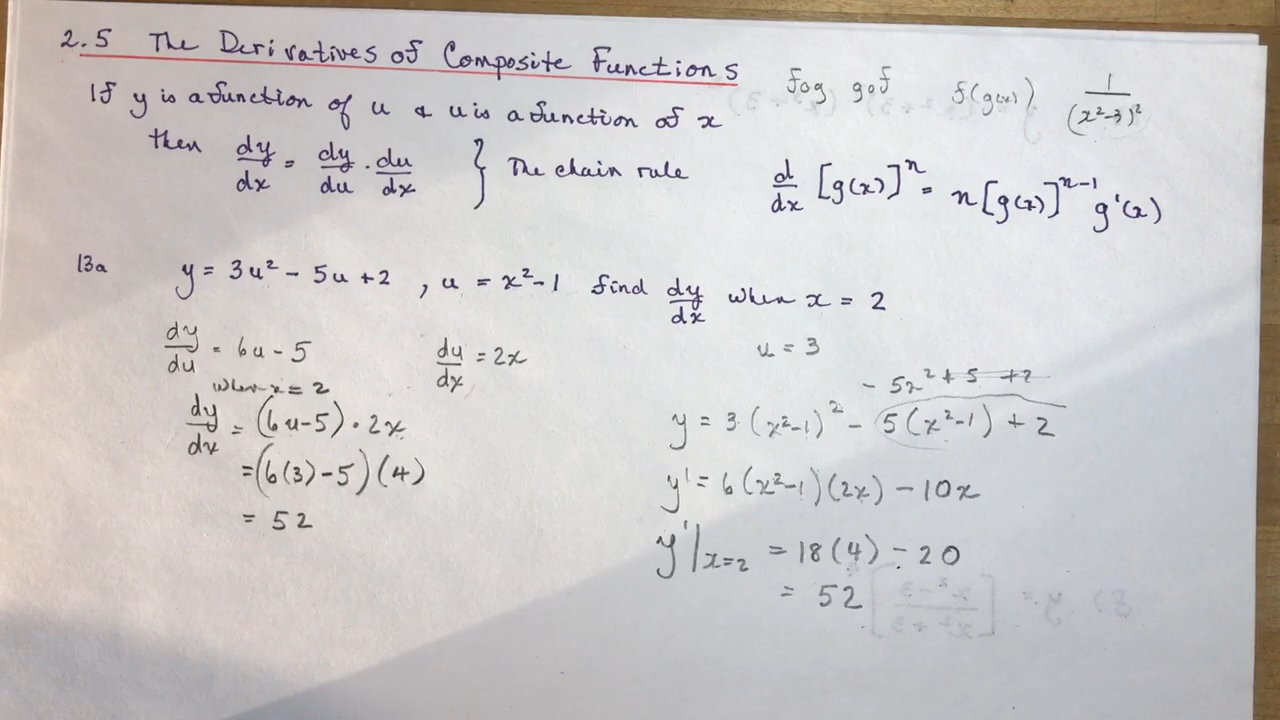 2.5 The Derivatives of Composite Functions
fog gof f(g(x)) 1/(x²-3)²
If y is a function of u & u is a function of x
then dy/dx = dy/du · du/dx } The chain rule
d/dx [g(x)]ⁿ = n[g(x)]ⁿ⁻¹ g'(x)
13a y = 3u² - 5u + 2 , u = x²-1 find dy/dx when x = 2
dy/du = 6u - 5 du/dx = 2x u = 3
when x = 2
dy/dx = (6u-5) · 2x
= (6(3)-5)(4)
= 52
- 5x² + 5 + 2
y = 3(x²-1)² - 5(x²-1) + 2
y' = 6(x²-1)(2x) - 10x
y'|x=2 = 18(4) - 20
= 52